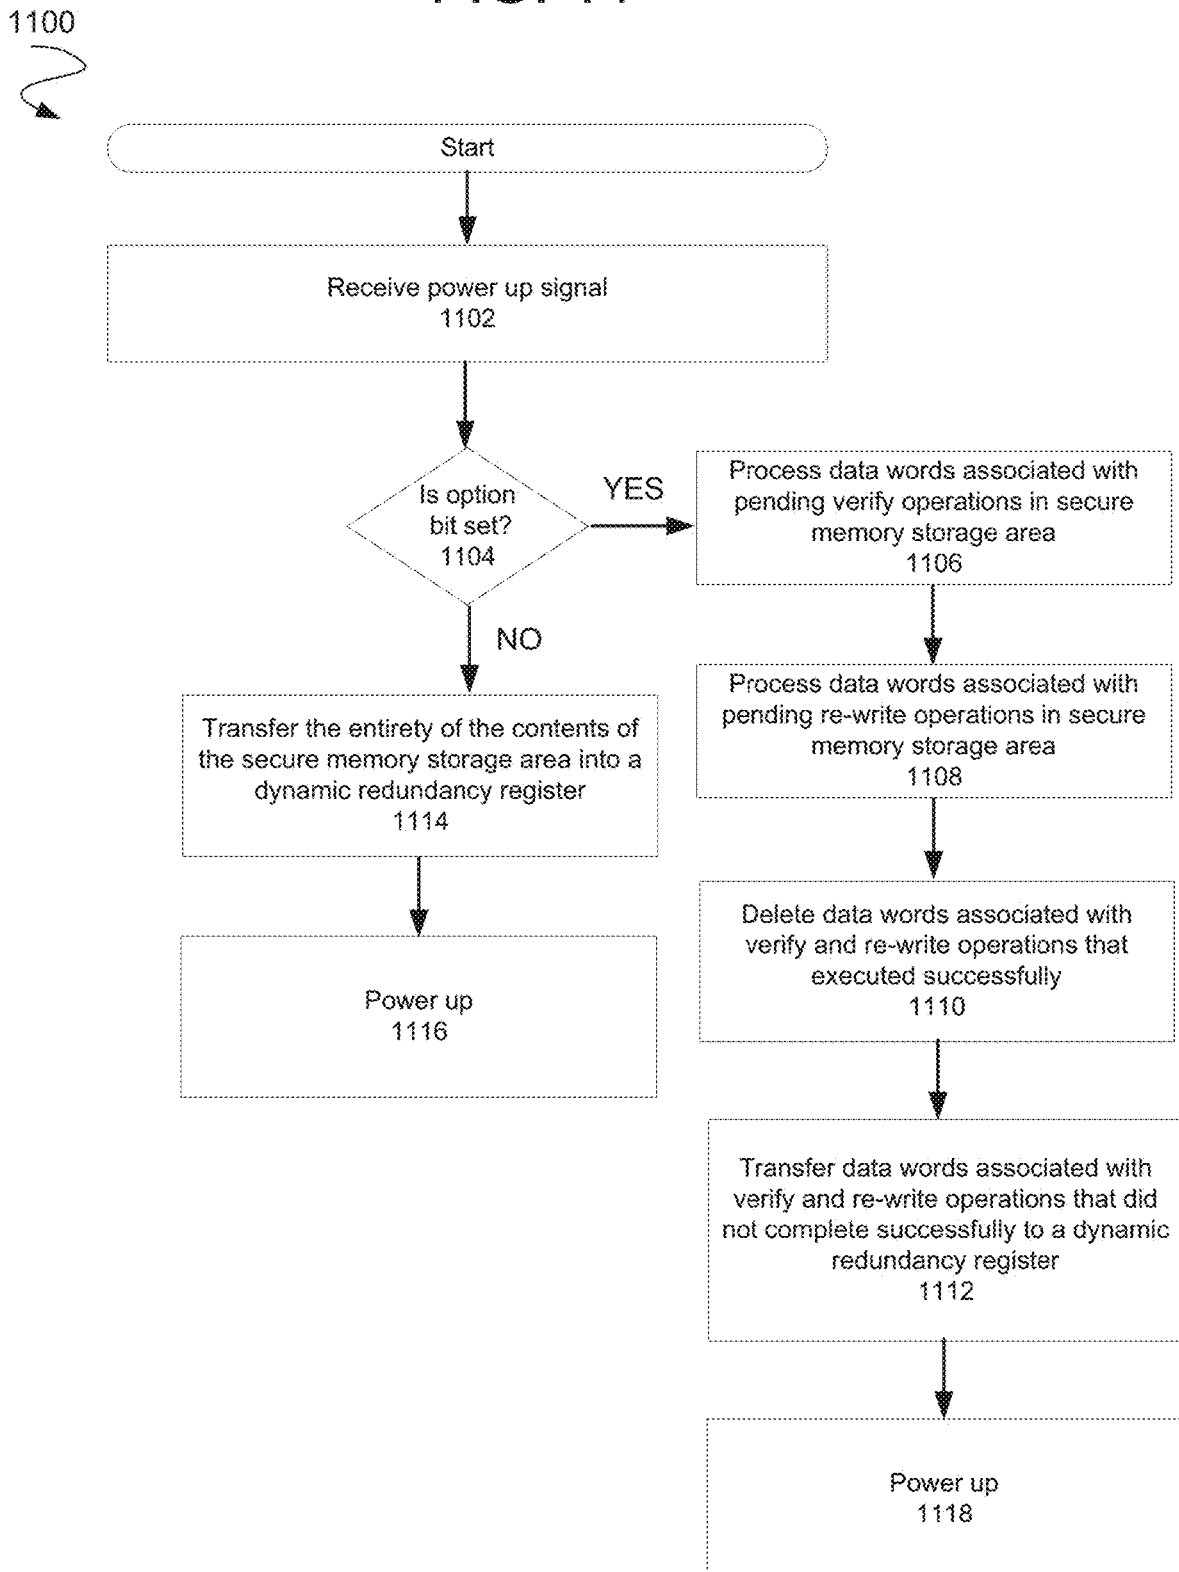 1100
Start
Receive power up signal
1102
Is option
bit set?
1104
YES
NO
Process data words associated with
pending verify operations in secure
memory storage area
1106
Process data words associated with
pending re-write operations in secure
memory storage area
1108
Transfer the entirety of the contents of
the secure memory storage area into a
dynamic redundancy register
1114
Delete data words associated with
verify and re-write operations that
executed successfully
1110
Power up
1116
Transfer data words associated with
verify and re-write operations that did
not complete successfully to a dynamic
redundancy register
1112
Power up
1118